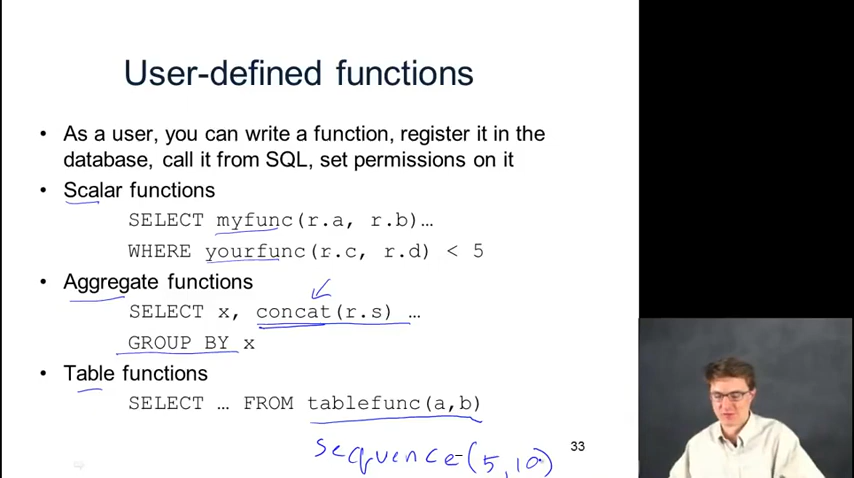 User-defined functions
• As a user, you can write a function, register it in the
database, call it from SQL, set permissions on it
• Scalar functions
SELECT myfunc(r.a, r.b)…
WHERE yourfunc(r.c, r.d) < 5
• Aggregate functions
SELECT x, concat(r.s) …
GROUP BY x
• Table functions
SELECT … FROM tablefunc(a,b)
sequence(5,10)
33